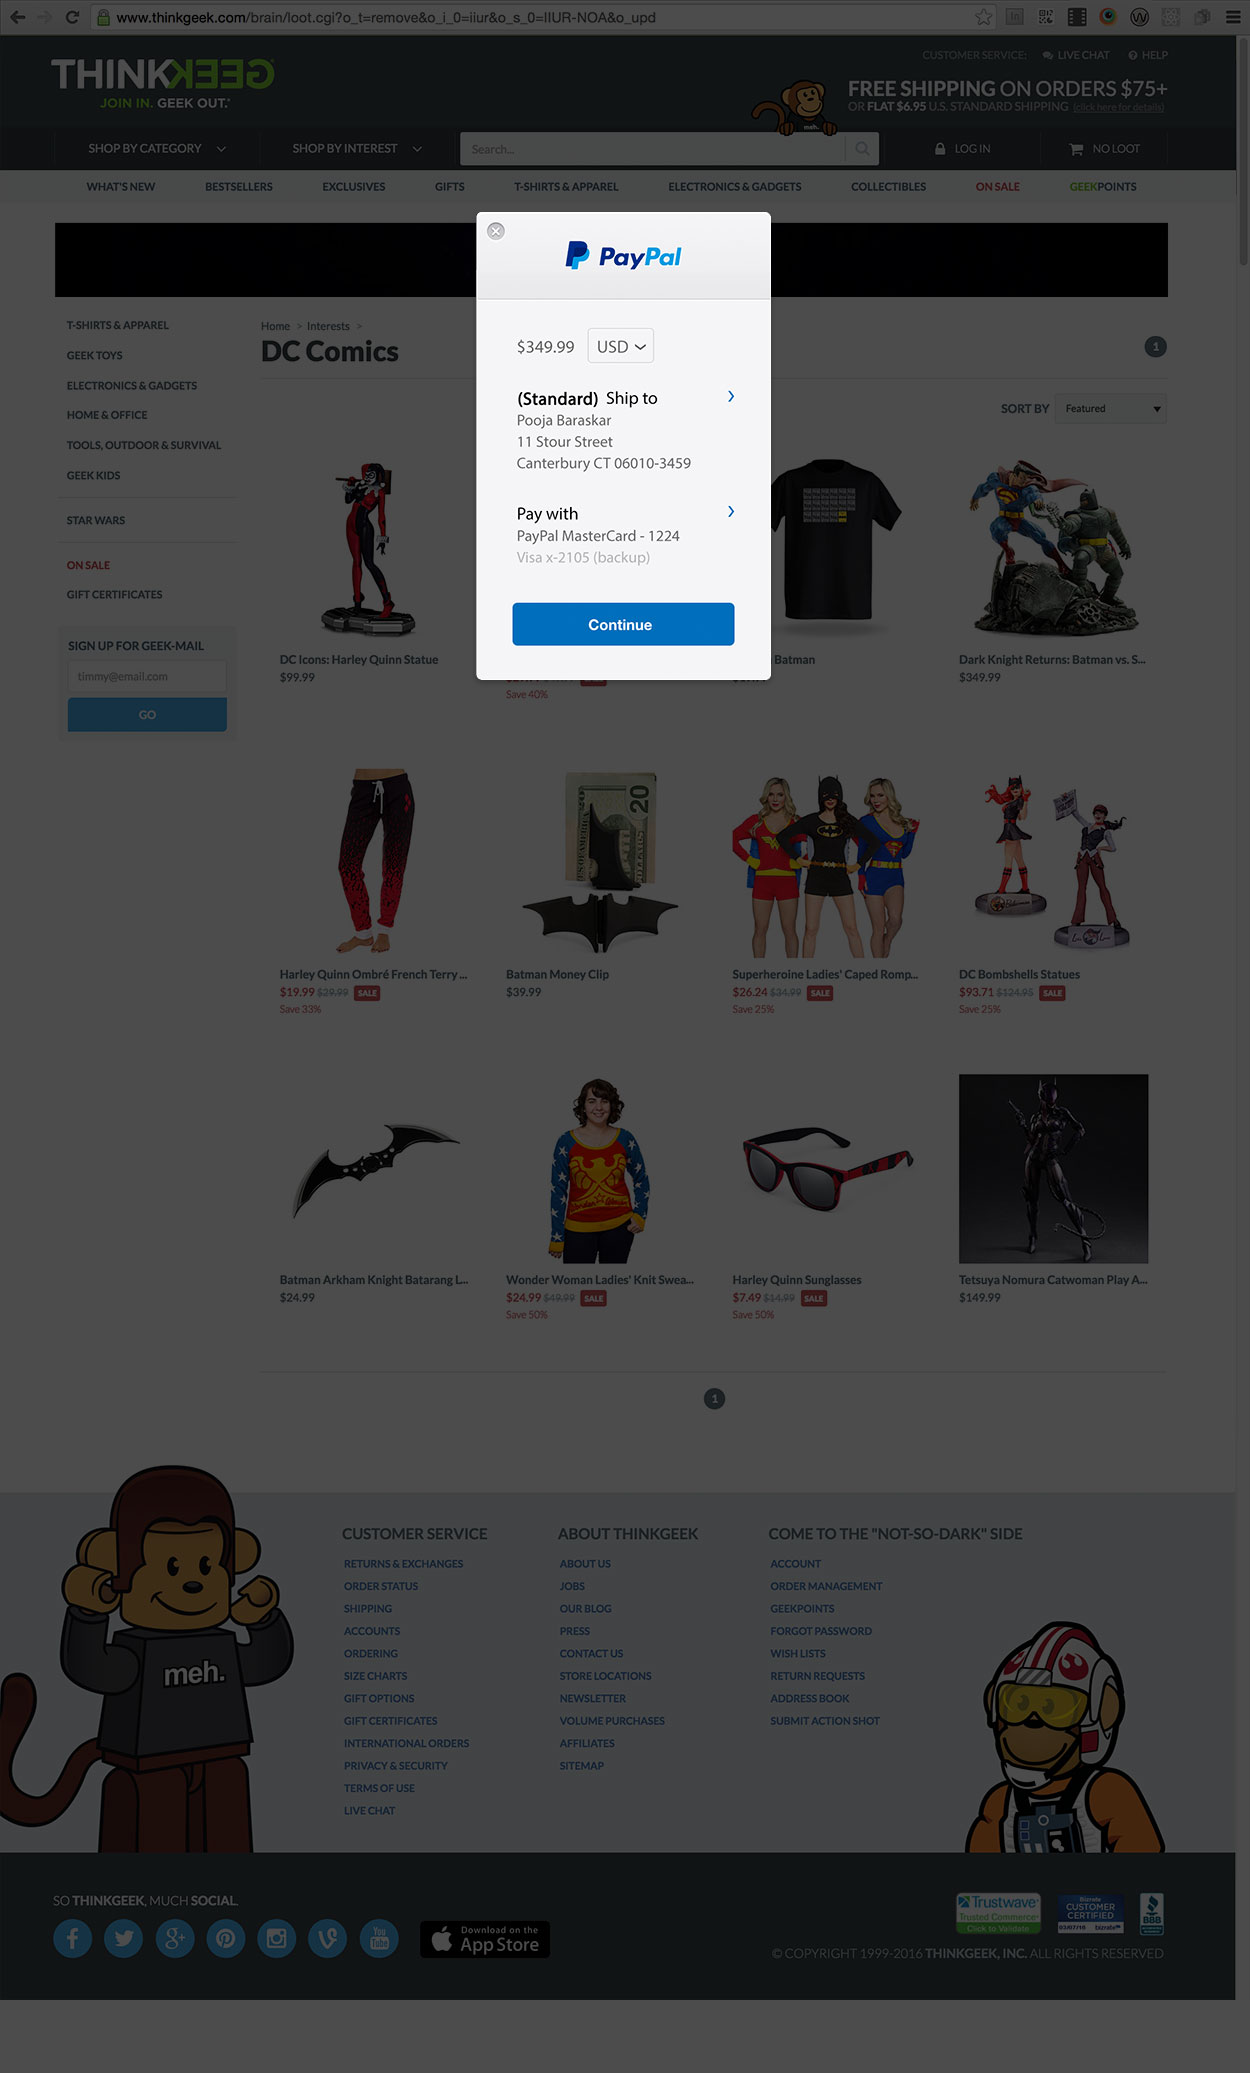 www.thinkgeek.com/brain/loot.cgi?o_t=remove&o_i_0=iiur&o_s_0=IIUR-NOA&o_upd
CUSTOMER SERVICE: LIVE CHAT HELP
THINKGEEK
JOIN IN. GEEK OUT.
FREE SHIPPING ON ORDERS $75+
OR FLAT $6.95 U.S. STANDARD SHIPPING (click here for details)
meh.
SHOP BY CATEGORY SHOP BY INTEREST Search... LOG IN NO LOOT
WHAT'S NEW BESTSELLERS EXCLUSIVES GIFTS T-SHIRTS & APPAREL ELECTRONICS & GADGETS COLLECTIBLES ON SALE GEEKPOINTS
PayPal
$349.99 USD
(Standard) Ship to
Pooja Baraskar
11 Stour Street
Canterbury CT 06010-3459
Pay with
PayPal MasterCard - 1224
Visa x-2105 (backup)
Continue
T-SHIRTS & APPAREL
GEEK TOYS
ELECTRONICS & GADGETS
HOME & OFFICE
TOOLS, OUTDOOR & SURVIVAL
GEEK KIDS
STAR WARS
ON SALE
GIFT CERTIFICATES
SIGN UP FOR GEEK-MAIL
timmy@email.com
GO
Home > Interests >
DC Comics
1
SORT BY Featured
DC Icons: Harley Quinn Statue
$99.99
Save 40%
Batman
Dark Knight Returns: Batman vs. S...
$349.99
20
Harley Quinn Ombré French Terry ...
$19.99 $29.99 SALE
Save 33%
Batman Money Clip
$39.99
Superheroine Ladies' Caped Romp...
$26.24 $34.99 SALE
Save 25%
DC Bombshells Statues
$93.71 $124.95 SALE
Save 25%
Batman Arkham Knight Batarang L...
$24.99
Wonder Woman Ladies' Knit Swea...
$24.99 $49.99 SALE
Save 50%
Harley Quinn Sunglasses
$7.49 $14.99 SALE
Save 50%
Tetsuya Nomura Catwoman Play A...
$149.99
1
meh.
CUSTOMER SERVICE
RETURNS & EXCHANGES
ORDER STATUS
SHIPPING
ACCOUNTS
ORDERING
SIZE CHARTS
GIFT OPTIONS
GIFT CERTIFICATES
INTERNATIONAL ORDERS
PRIVACY & SECURITY
TERMS OF USE
LIVE CHAT
ABOUT THINKGEEK
ABOUT US
JOBS
OUR BLOG
PRESS
CONTACT US
STORE LOCATIONS
NEWSLETTER
VOLUME PURCHASES
AFFILIATES
SITEMAP
COME TO THE "NOT-SO-DARK" SIDE
ACCOUNT
ORDER MANAGEMENT
GEEKPOINTS
FORGOT PASSWORD
WISH LISTS
RETURN REQUESTS
ADDRESS BOOK
SUBMIT ACTION SHOT
SO THINKGEEK, MUCH SOCIAL.
You Tube
Download on the
App Store
Trustwave
Trusted Commerce
Click to Validate
Bizrate
CUSTOMER
CERTIFIED
03/07/16 bizrate
BBB
© COPYRIGHT 1999-2016 THINKGEEK, INC. ALL RIGHTS RESERVED